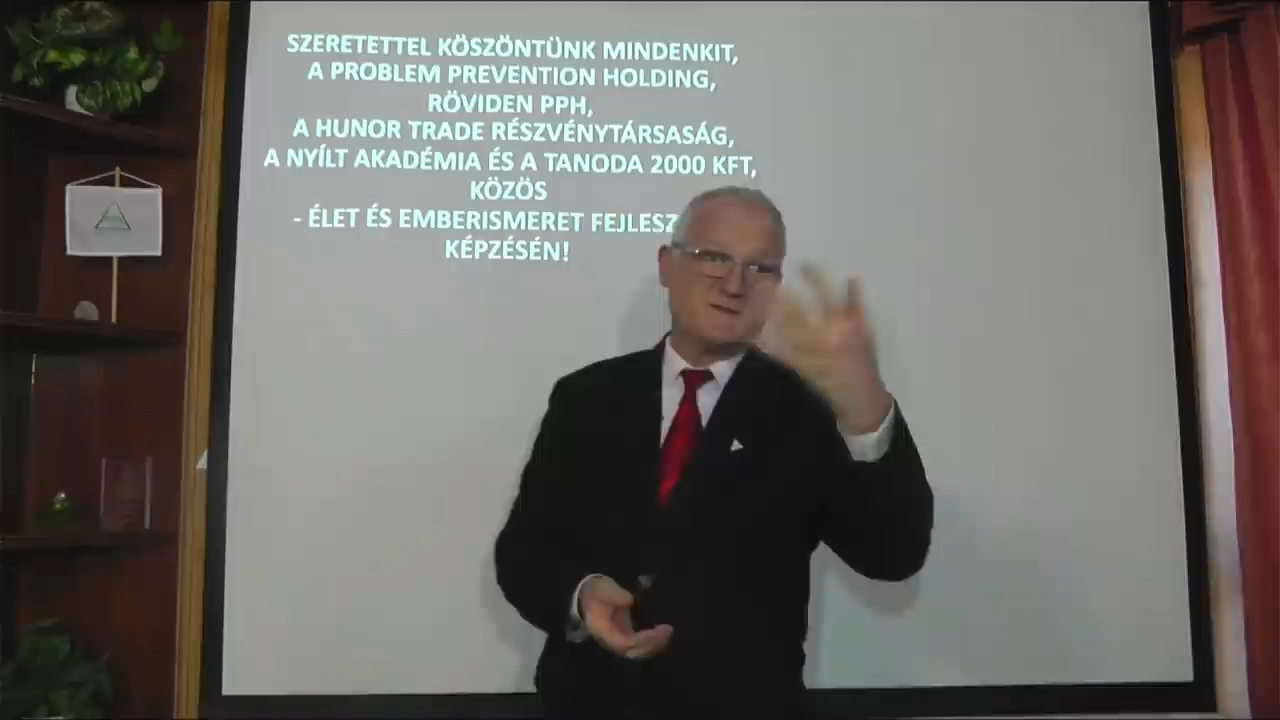 SZERETETTEL KÖSZÖNTÜNK MINDENKIT,
A PROBLEM PREVENTION HOLDING,
RÖVIDEN PPH,
A HUNOR TRADE RÉSZVÉNYTÁRSASÁG,
A NYÍLT AKADÉMIA ÉS A TANODA 2000 KFT,
KÖZÖS
- ÉLET ÉS EMBERISMERET
KÉPZÉSÉN!